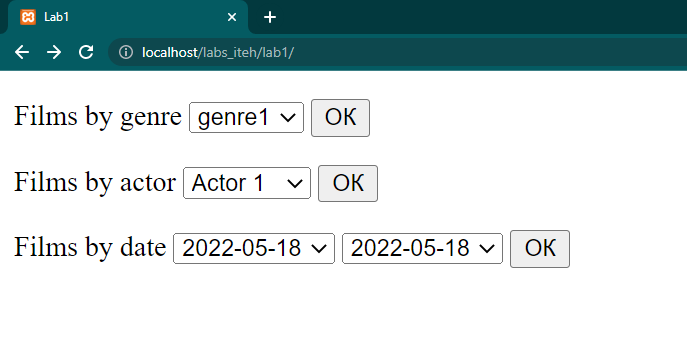 Lab1
localhost/labs_iteh/lab1/
Films by genre genre1 OK
Films by actor Actor 1 OK
Films by date 2022-05-18 2022-05-18 OK